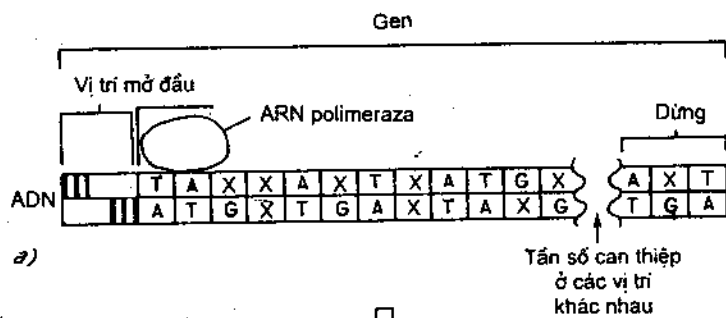 Gen
Vị trí mở đầu
ARN polimeraza
Dừng
ADN
T A X X A X T X A T G X A X T
A T G X T G A X T A X G T G A
a)
Tần số can thiệp
ở các vị trí
khác nhau